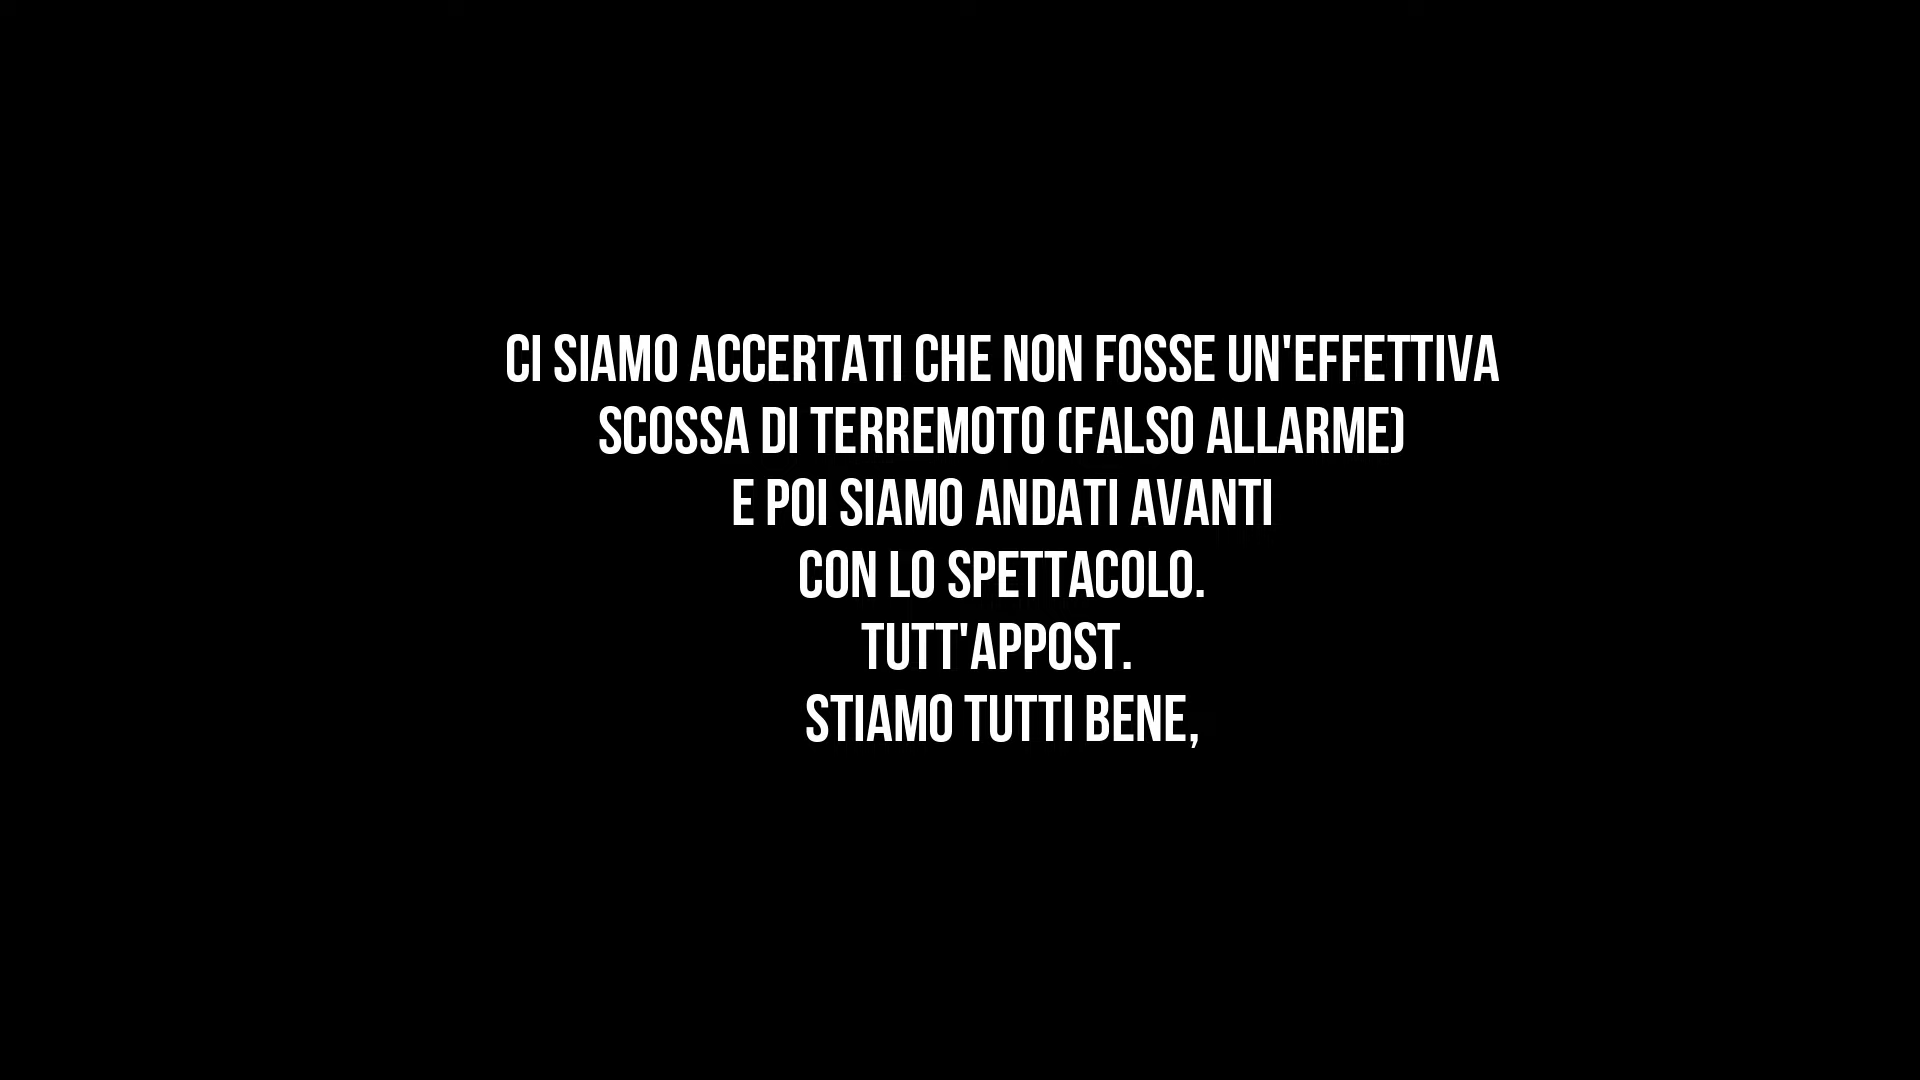 CI SIAMO ACCERTATI CHE NON FOSSE UN'EFFETTIVA
SCOSSA DI TERREMOTO (FALSO ALLARME)
E POI SIAMO ANDATI AVANTI
CON LO SPETTACOLO.
TUTT'APPOST.
STIAMO TUTTI BENE,